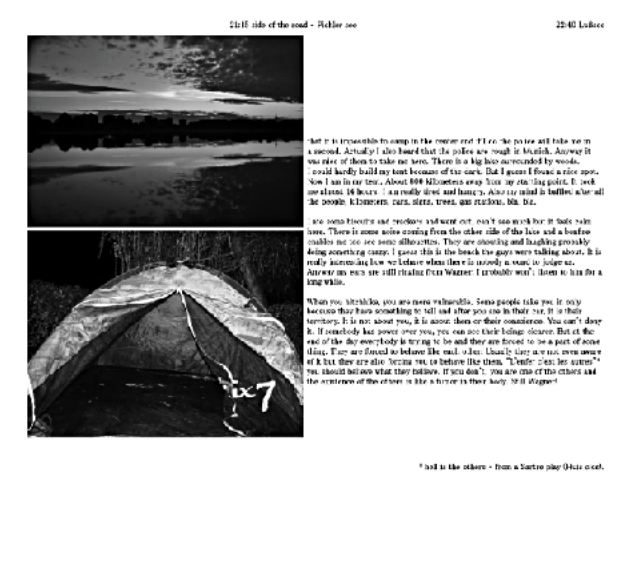 21:15 side of the road - Pichler see
22:40 Luftsee
that it is impossible to camp in the center and if I do the police will take me in
a second. Actually I also heard that the police are rough in Munich. Anyway it
was nice of them to take me here. There is a big lake surrounded by woods.
I could hardly build my tent because of the dark. But I guess I found a nice spot.
Now I am in my tent. About 800 kilometers away from my starting point. It took
me almost 14 hours. I am really tired and hungry. Also my mind is baffled after all
the people, kilometers, cars, signs, trees, gas stations, bla, bla.
I ate some biscuits and crackers and went out. can't see much but it feels calm
here. There is some noise coming from the other side of the lake and a bonfire
enables me too see some silhouettes. They are shouting and laughing probably
doing something crazy. I guess this is the beach the guys were talking about. It is
really interesting how we behave when there is nobody around to judge us.
Anyway my ears are still ringing from Wagner. I probably won't listen to him for a
long while.
When you hitchhike, you are more vulnerable. Some people take you in only
because they have something to tell and after you are in their car, it is their
territory. It is not about you, it is about them or their conscience. You can't deny
it. If somebody has power over you, you can see their beings clearer. But at the
end of the day everybody is trying to be and they are forced to be a part of some
thing. They are forced to behave like each other. Usually they are not even aware
of it but they are also forcing you to behave like them. "L'enfer c'est les autres"*
you should believe what they believe. If you don't, you are one of the others and
the existence of the others is like a tumor in their body. Still Wagner!
ix7
* hell is the others - from a Sartre play (Huis clos).